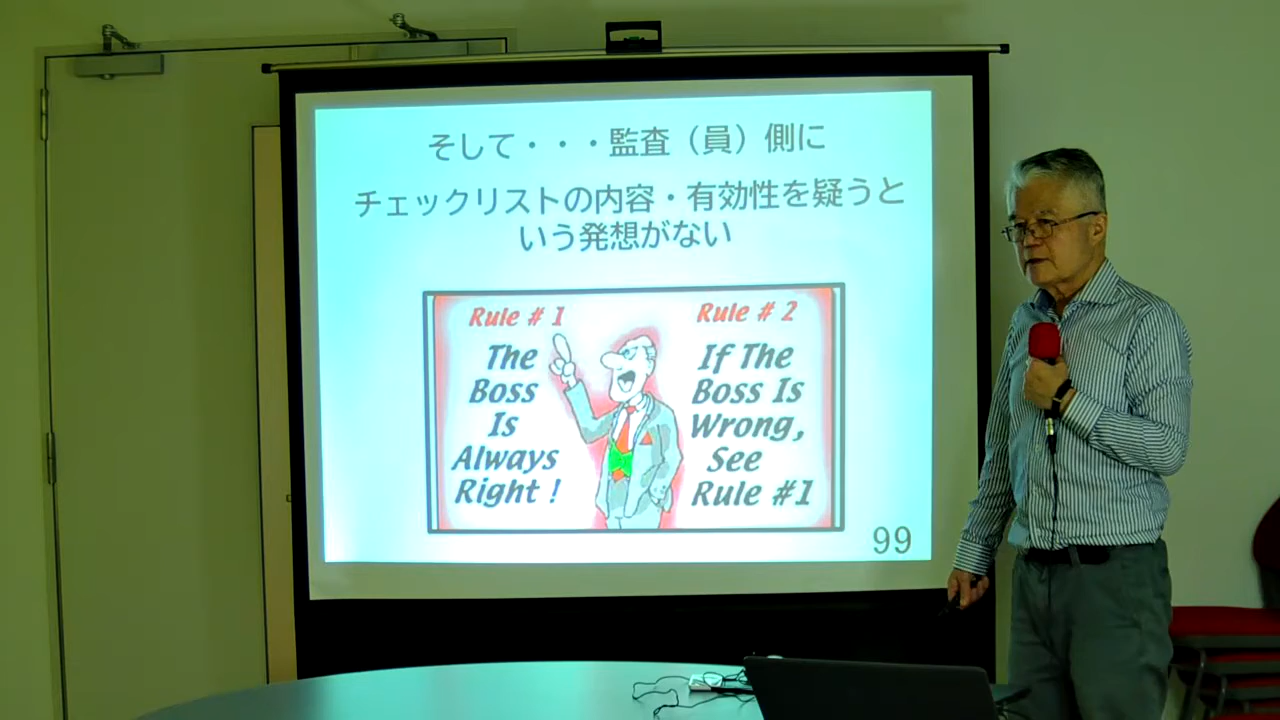 そして・・・監査（員）側に
チェックリストの内容・有効性を疑うと
いう発想がない
Rule # 1
The
Boss
Is
Always
Right !
Rule # 2
If The
Boss Is
Wrong,
See
Rule #1
99